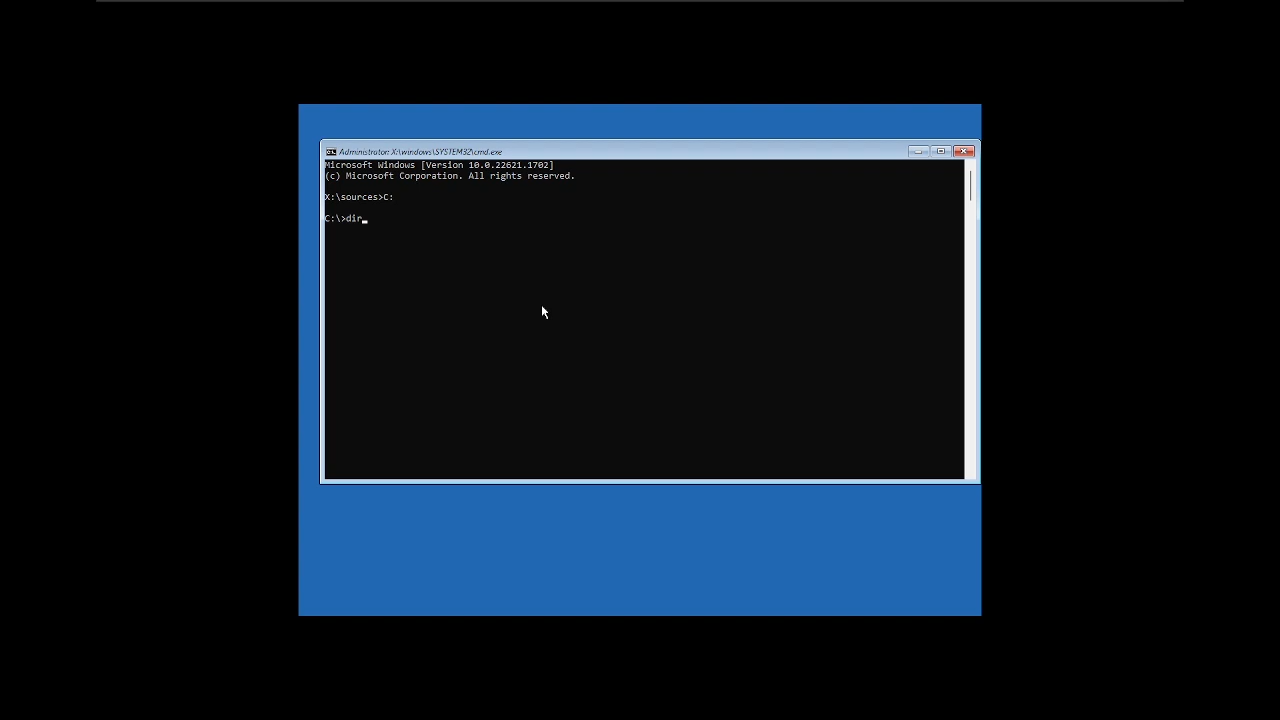 Administrator: X:\windows\SYSTEM32\cmd.exe
Microsoft Windows [Version 10.0.22621.1702]
(c) Microsoft Corporation. All rights reserved.
X:\sources>C:
C:\>dir